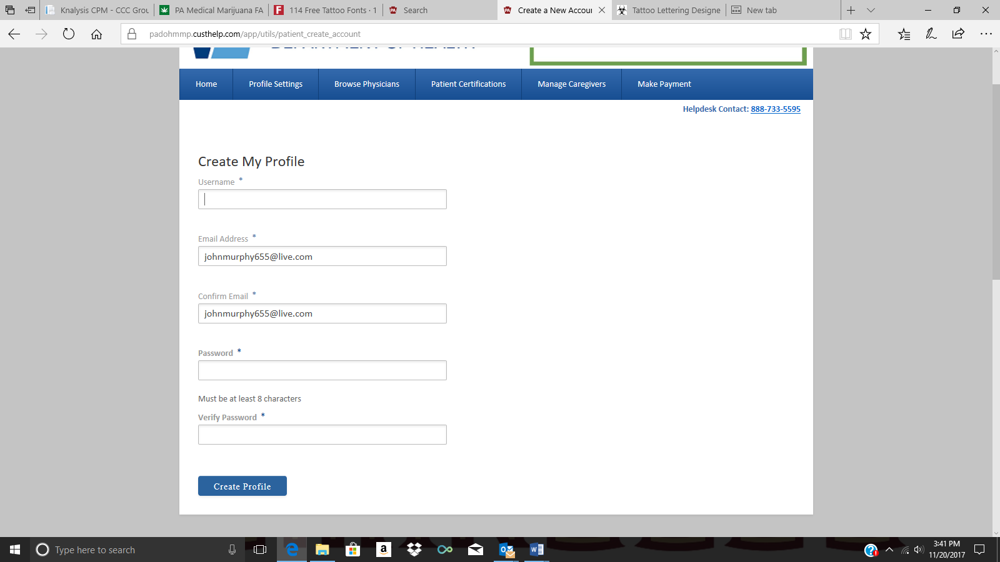 Knalysis CPM - CCC Grou
PA Medical Marijuana FA
114 Free Tattoo Fonts · 1
Search
Create a New Accou
Tattoo Lettering Designe
New tab
padohmmp.custhelp.com/app/utils/patient_create_account
DEPARTMENT OF HEALTH
Home Profile Settings Browse Physicians Patient Certifications Manage Caregivers Make Payment
Helpdesk Contact: 888-733-5595
Create My Profile
Username *
Email Address *
johnmurphy655@live.com
Confirm Email *
johnmurphy655@live.com
Password *
Must be at least 8 characters
Verify Password *
Create Profile
Type here to search
3:41 PM
11/20/2017